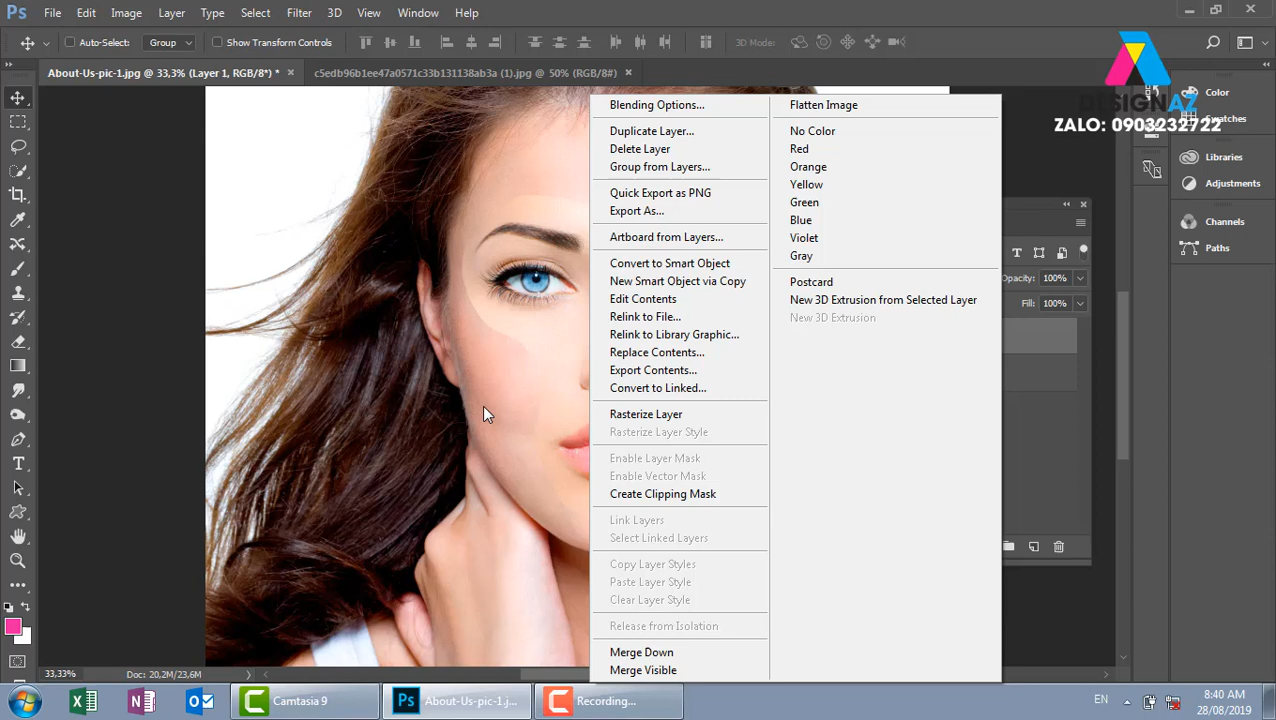 Ps File Edit Image Layer Type Select Filter 3D View Window Help
Auto-Select: Group Show Transform Controls 3D Mode:
About-Us-pic-1.jpg @ 33,3% (Layer 1, RGB/8*) * × c5edb96b1ee47a0571c33b131138ab3a (1).jpg @ 50% (RGB/8#) ×
DESIGNAZ
ZALO: 0903232722
Color
Swatches
Libraries
Adjustments
Channels
Paths
Opacity: 100%
Fill: 100%
Blending Options...
Duplicate Layer...
Delete Layer
Group from Layers...
Quick Export as PNG
Export As...
Artboard from Layers...
Convert to Smart Object
New Smart Object via Copy
Edit Contents
Relink to File...
Relink to Library Graphic...
Replace Contents...
Export Contents...
Convert to Linked...
Rasterize Layer
Rasterize Layer Style
Enable Layer Mask
Enable Vector Mask
Create Clipping Mask
Link Layers
Select Linked Layers
Copy Layer Styles
Paste Layer Style
Clear Layer Style
Release from Isolation
Merge Down
Merge Visible
Flatten Image
No Color
Red
Orange
Yellow
Green
Blue
Violet
Gray
Postcard
New 3D Extrusion from Selected Layer
New 3D Extrusion
33,33% Doc: 20,2M/23,6M
Camtasia 9
Ps About-Us-pic-1.j...
Recording...
EN
8:40 AM
28/08/2019